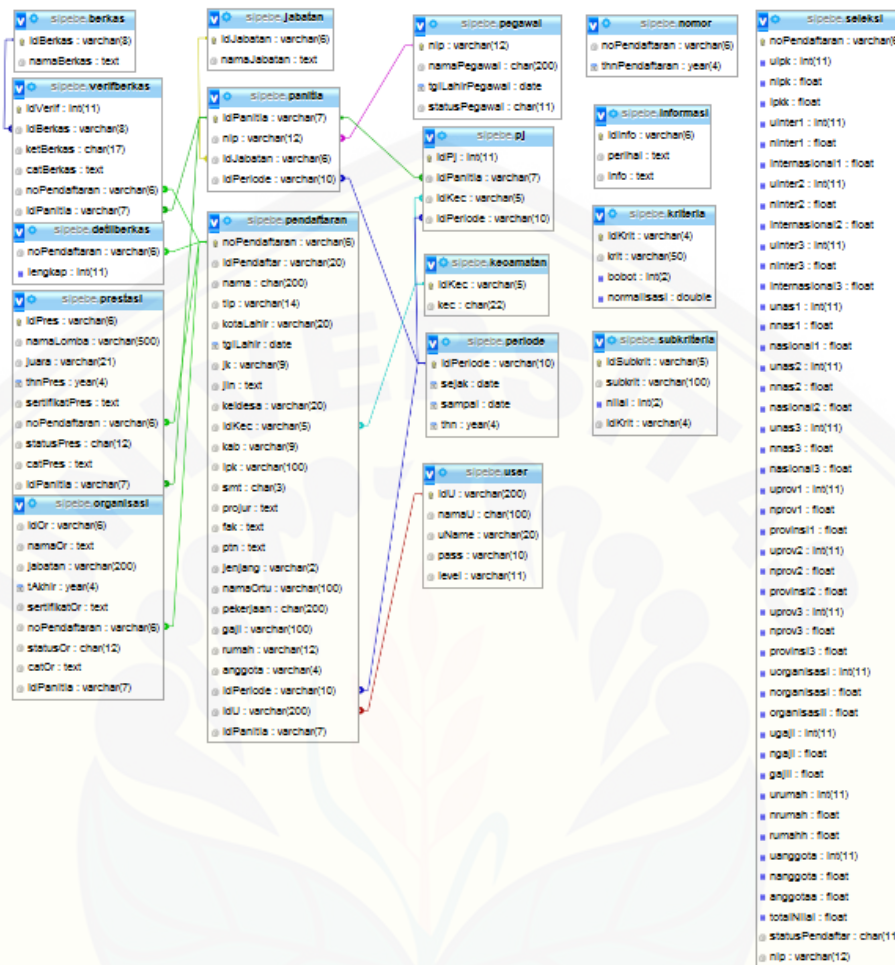 sipebe berkas
idBerkas : varchar(8)
namaBerkas : text
sipebe verifberkas
idVerif : int(11)
idBerkas : varchar(8)
ketBerkas : char(17)
catBerkas : text
noPendaftaran : varchar(6)
idPanitia : varchar(7)
sipebe detilberkas
noPendaftaran : varchar(6)
lengkap : int(11)
sipebe prestasi
idPres : varchar(6)
namaLomba : varchar(500)
juara : varchar(21)
thnPres : year(4)
sertifikatPres : text
noPendaftaran : varchar(6)
statusPres : char(12)
catPres : text
idPanitia : varchar(7)
sipebe organisasi
idOr : varchar(6)
namaOr : text
jabatan : varchar(200)
tAkhir : year(4)
sertifikatOr : text
noPendaftaran : varchar(6)
statusOr : char(12)
catOr : text
idPanitia : varchar(7)
sipebe jabatan
idJabatan : varchar(6)
namaJabatan : text
sipebe panitia
idPanitia : varchar(7)
nip : varchar(12)
idJabatan : varchar(6)
idPeriode : varchar(10)
sipebe pendaftaran
noPendaftaran : varchar(6)
idPendaftar : varchar(20)
nama : char(200)
tlp : varchar(14)
kotaLahir : varchar(20)
tglLahir : date
jk : varchar(9)
jln : text
keldesa : varchar(20)
idKec : varchar(5)
kab : varchar(9)
ipk : varchar(100)
smt : char(3)
projur : text
fak : text
ptn : text
jenjang : varchar(2)
namaOrtu : varchar(100)
pekerjaan : char(200)
gaji : varchar(100)
rumah : varchar(12)
anggota : varchar(4)
idPeriode : varchar(10)
idU : varchar(200)
idPanitia : varchar(7)
sipebe pegawai
nip : varchar(12)
namaPegawai : char(200)
tglLahirPegawai : date
statusPegawai : char(11)
sipebe pj
idPj : int(11)
idPanitia : varchar(7)
idKec : varchar(5)
idPeriode : varchar(10)
sipebe kecamatan
idKec : varchar(5)
kec : char(22)
sipebe periode
idPeriode : varchar(10)
sejak : date
sampai : date
thn : year(4)
sipebe user
idU : varchar(200)
namaU : char(100)
uName : varchar(20)
pass : varchar(10)
level : varchar(11)
sipebe nomor
noPendaftaran : varchar(6)
thnPendaftaran : year(4)
sipebe informasi
idInfo : varchar(6)
perihal : text
info : text
sipebe kriteria
idKrit : varchar(4)
krit : varchar(50)
bobot : int(2)
normalisasi : double
sipebe subkriteria
idSubkrit : varchar(5)
subkrit : varchar(100)
nilai : int(2)
idKrit : varchar(4)
sipebe seleksi
noPendaftaran : varchar(6
uipk : int(11)
nipk : float
ipkk : float
uinter1 : int(11)
ninter1 : float
internasional1 : float
uinter2 : int(11)
ninter2 : float
internasional2 : float
uinter3 : int(11)
ninter3 : float
internasional3 : float
unas1 : int(11)
nnas1 : float
nasional1 : float
unas2 : int(11)
nnas2 : float
nasional2 : float
unas3 : int(11)
nnas3 : float
nasional3 : float
uprov1 : int(11)
nprov1 : float
provinsi1 : float
uprov2 : int(11)
nprov2 : float
provinsi2 : float
uprov3 : int(11)
nprov3 : float
provinsi3 : float
uorganisasi : int(11)
norganisasi : float
organisasii : float
ugaji : int(11)
ngaji : float
gajii : float
urumah : int(11)
nrumah : float
rumahh : float
uanggota : int(11)
nanggota : float
anggotaa : float
totalNilai : float
statusPendaftar : char(11
nip : varchar(12)